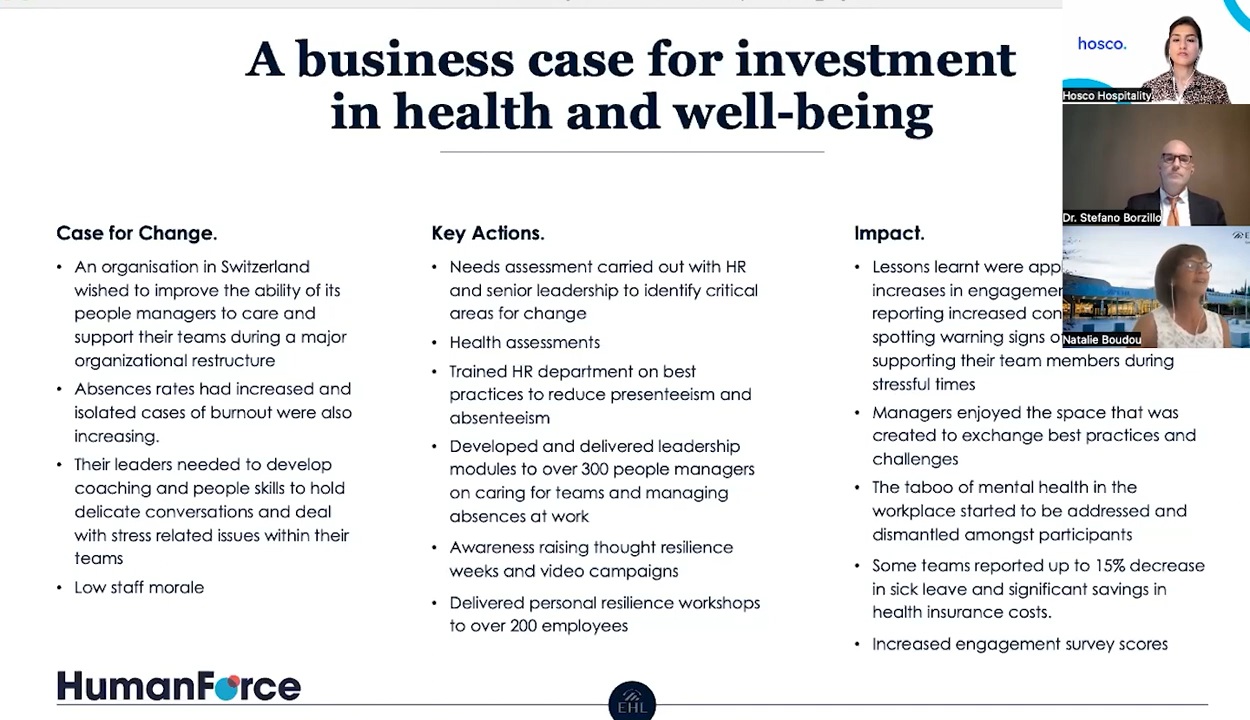 A business case for investment
in health and well-being
hosco.
Hosco Hospitality
Dr. Stefano Borzillo
Natalie Boudou
Case for Change.
• An organisation in Switzerland
wished to improve the ability of its
people managers to care and
support their teams during a major
organizational restructure
• Absences rates had increased and
isolated cases of burnout were also
increasing.
• Their leaders needed to develop
coaching and people skills to hold
delicate conversations and deal
with stress related issues within their
teams
• Low staff morale
Key Actions.
• Needs assessment carried out with HR
and senior leadership to identify critical
areas for change
• Health assessments
• Trained HR department on best
practices to reduce presenteeism and
absenteeism
• Developed and delivered leadership
modules to over 300 people managers
on caring for teams and managing
absences at work
• Awareness raising thought resilience
weeks and video campaigns
• Delivered personal resilience workshops
to over 200 employees
Impact.
• Lessons learnt were
increases in
reporting increased
spotting warning signs
supporting their team members during
stressful times
• Managers enjoyed the space that was
created to exchange best practices and
challenges
• The taboo of mental health in the
workplace started to be addressed and
dismantled amongst participants
• Some teams reported up to 15% decrease
in sick leave and significant savings in
health insurance costs.
• Increased engagement survey scores
HumanForce
EHL